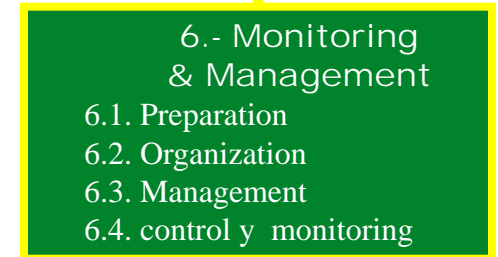 6.- Monitoring
& Management
6.1. Preparation
6.2. Organization
6.3. Management
6.4. control y  monitoring